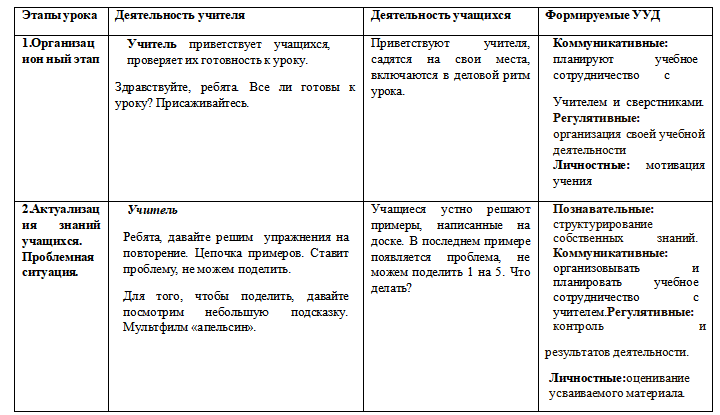 Этапы урока
Деятельность учителя
Деятельность учащихся
Формируемые УУД
1.Организац
ион ный этап
Учитель приветствует учащихся,
проверяет их готовность к уроку.
Здравствуйте, ребята. Все ли готовы к
уроку? Присаживайтесь.
Приветствуют учителя,
садятся на свои места,
включаются в деловой ритм
урока.
Коммуникативные:
планируют учебное
сотрудничество с
Учителем и сверстниками.
Регулятивные:
организация своей учебной
деятельности
Личностные: мотивация
учения
2.Актуализац
ия знаний
учащихся.
Проблемная
ситуация.
Учитель
Ребята, давайте решим упражнения на
повторение. Цепочка примеров. Ставит
проблему, не можем поделить.
Для того, чтобы поделить, давайте
посмотрим небольшую подсказку.
Мультфилм «апельсин».
Учащиеся устно решают
примеры, написанные на
доске. В последнем примере
появляется проблема, не
можем поделить 1 на 5. Что
делать?
Познавательные:
структурирование
собственных знаний.
Коммуникативные:
организовывать и
планировать учебное
сотрудничество с
учителем.Регулятивные:
контроль и
результатов деятельности.
Личностные:оценивание
усваиваемого материала.